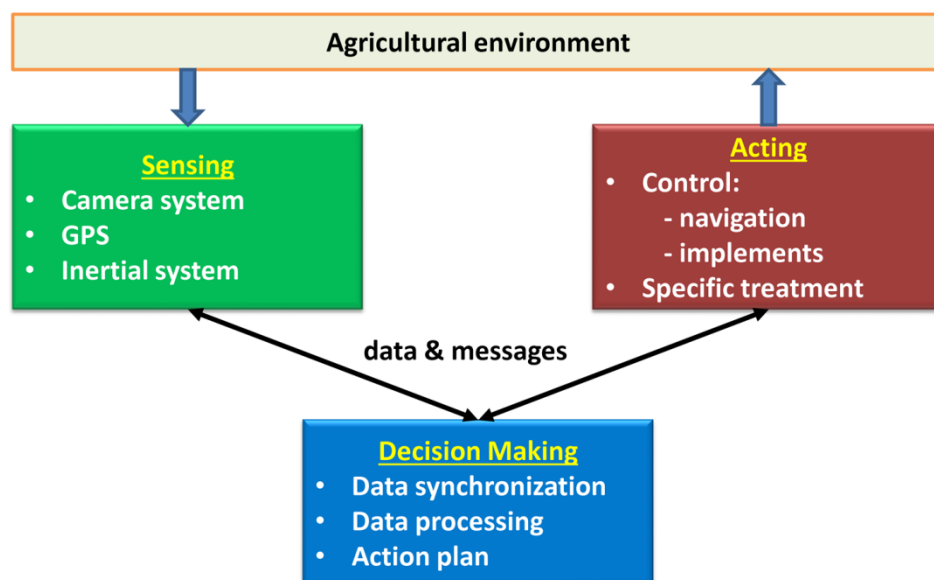 Agricultural environment
Sensing
• Camera system
• GPS
• Inertial system
Acting
• Control:
- navigation
- implements
• Specific treatment
data & messages
Decision Making
• Data synchronization
• Data processing
• Action plan